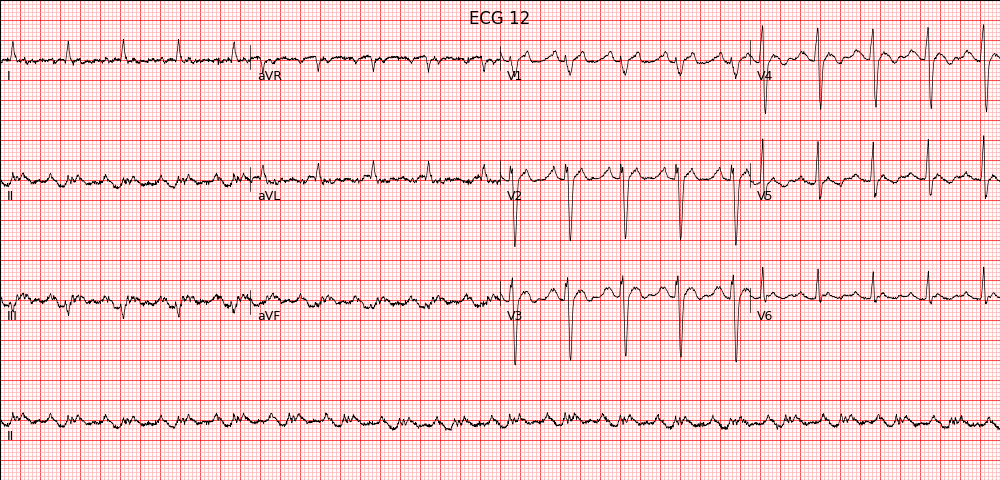 ECG 12
I aVR V1 V4
II aVL V2 V5
III aVF V3 V6
II